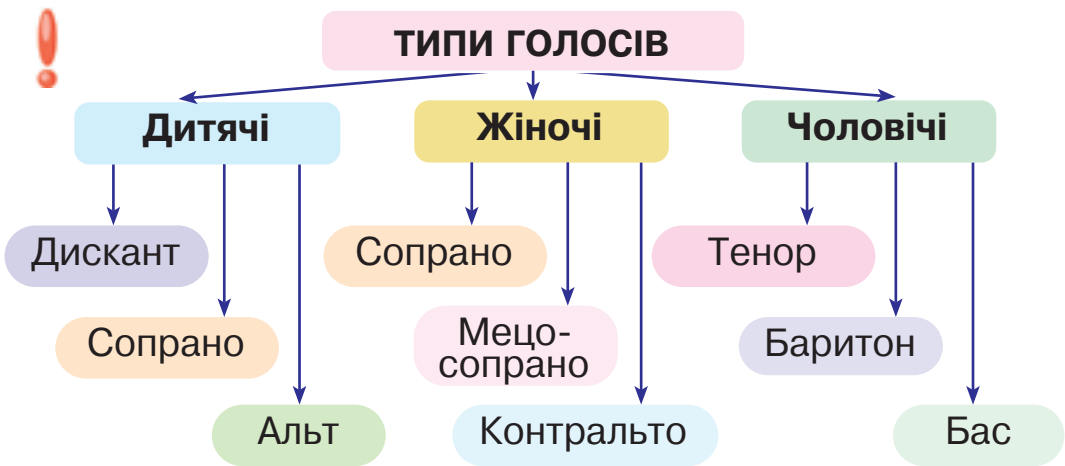 ТИПИ ГОЛОСІВ
Дитячі
Жіночі
Чоловічі
Дискант
Сопрано
Тенор
Сопрано
Мецо-
сопрано
Баритон
Альт
Контральто
Бас